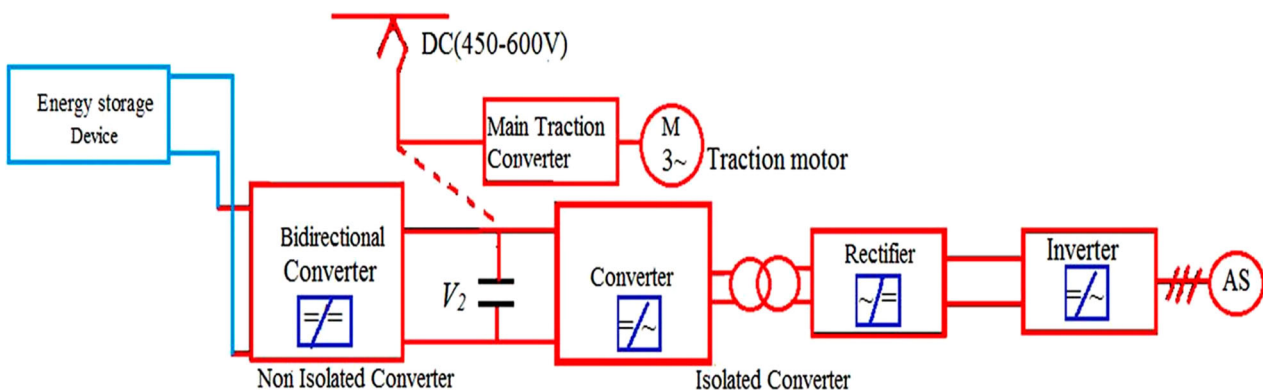 DC(450-600V)
Energy storage
Device
Main Traction
Converter
M
3~
Traction motor
Bidirectional
Converter
=/=
V2
Converter
=/~
Rectifier
~/=
Inverter
=/~
AS
Non Isolated Converter
Isolated Converter